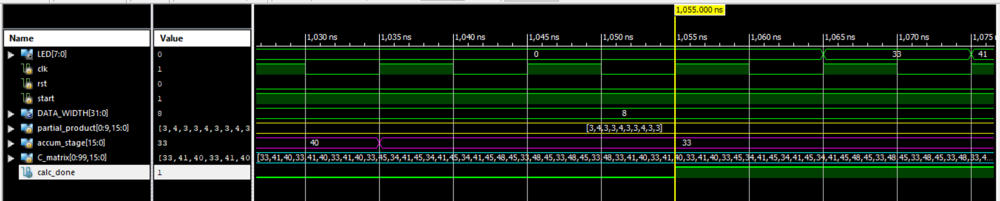 1,055.000 ns
Name Value 1,030 ns 1,035 ns 1,040 ns 1,045 ns 1,050 ns 1,055 ns 1,060 ns 1,065 ns 1,070 ns 1,075
LED[7:0] 0 0 33 41
clk 1
rst 0
start 1
DATA_WIDTH[31:0] 8 8
partial_product[0:9,15:0] [3,4,3,3,4,3,3,4,3 [3,4,3,3,4,3,3,4,3,3]
accum_stage[15:0] 33 40 33
C_matrix[0:99,15:0] [33,41,40,33,41,40 [33,41,40,33,41,40,33,41,40,33,45,34,41,45,34,41,45,34,41,45,48,45,33,48,45,33,48,45,33,48,33,41,40,33,41,40,33,41,40,33,45,34,41,45,34,41,45,34,41,45,48,45,33,48,45,33,48,45,33,48,33,4...
calc_done 1